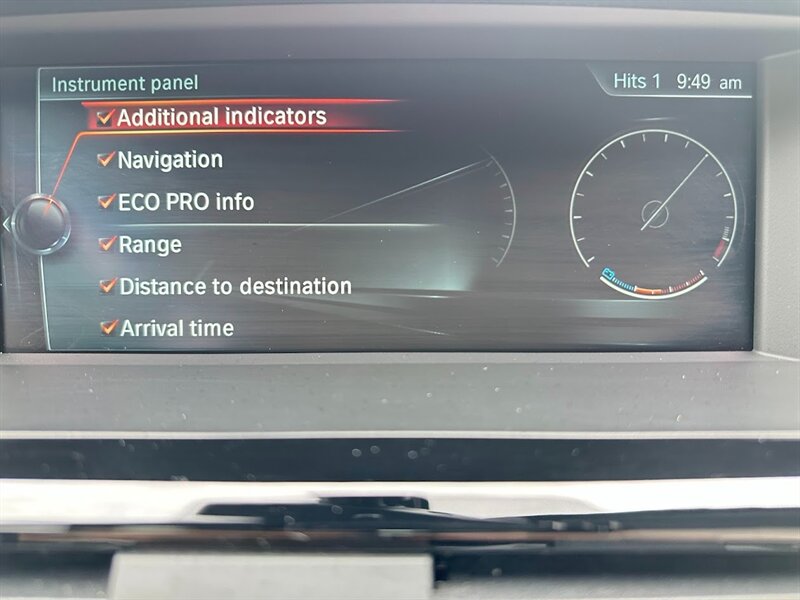 Instrument panel
Hits 1 9:49 am
Additional indicators
Navigation
ECO PRO info
Range
Distance to destination
Arrival time